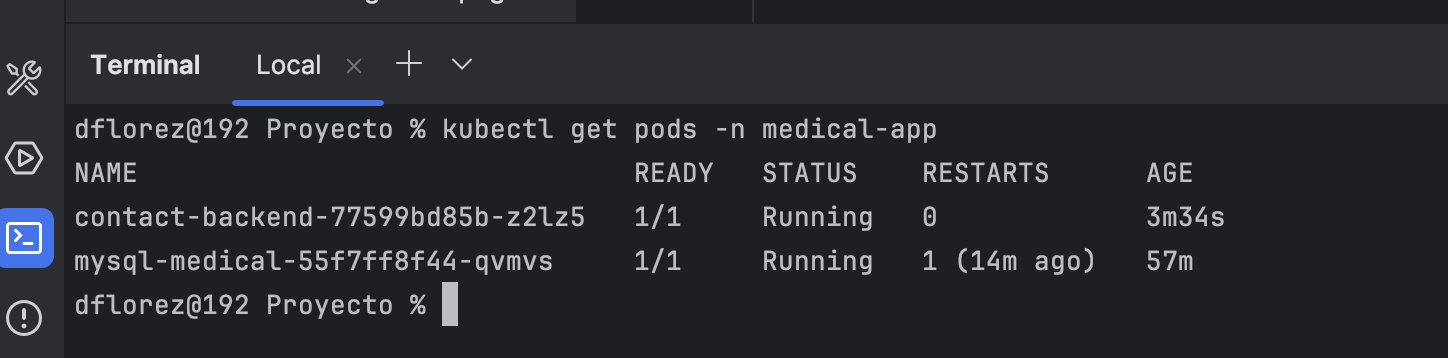 Terminal Local
dflorez@192 Proyecto % kubectl get pods -n medical-app
NAME READY STATUS RESTARTS AGE
contact-backend-77599bd85b-z2lz5 1/1 Running 0 3m34s
mysql-medical-55f7ff8f44-qvmvs 1/1 Running 1 (14m ago) 57m
dflorez@192 Proyecto %